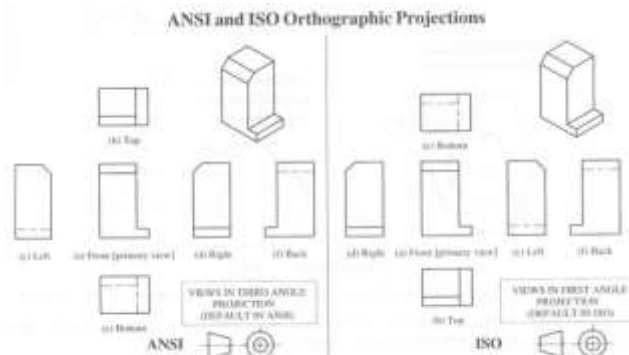 ANSI and ISO Orthographic Projections
(b) Top
(c) Left
(a) Front [primary view]
(d) Right
(f) Back
(e) Bottom
VIEWS IN THIRD ANGLE
PROJECTION
(DEFAULT IN ANSI)
ANSI
(e) Bottom
(d) Right
(a) Front [primary view]
(c) Left
(f) Back
(b) Top
VIEWS IN FIRST ANGLE
PROJECTION
(DEFAULT IN ISO)
ISO